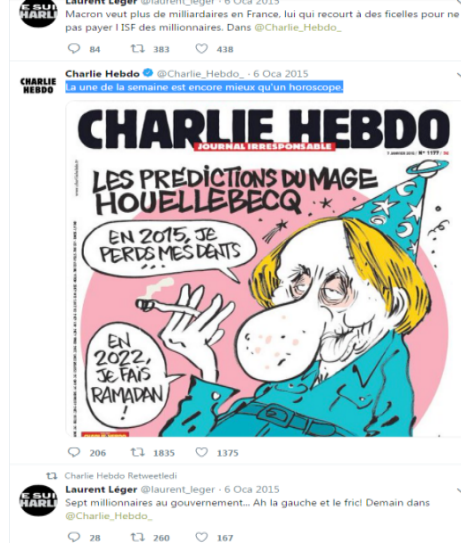 E SUI
HARLI
Laurent Léger @laurent_leger · 6 Oca 2015
Macron veut plus de milliardaires en France, lui qui recourt à des ficelles pour ne
pas payer l ISF des millionnaires. Dans @Charlie_Hebdo_
84 383 438
CHARLIE
HEBDO
Charlie Hebdo @Charlie_Hebdo_ · 6 Oca 2015
La une de la semaine est encore mieux qu'un horoscope.
CHARLIE HEBDO
JOURNAL IRRESPONSABLE
LES PRÉDICTIONS DU MAGE
HOUELLEBECQ
EN 2015, JE
PERDS MES DENTS
...
EN
2022,
JE FAIS
RAMADAN
!
206 1835 1375
Charlie Hebdo Retweetledi
E SUI
HARLI
Laurent Léger @laurent_leger · 6 Oca 2015
Sept millionnaires au gouvernement... Ah la gauche et le fric! Demain dans
@Charlie_Hebdo_
28 260 167